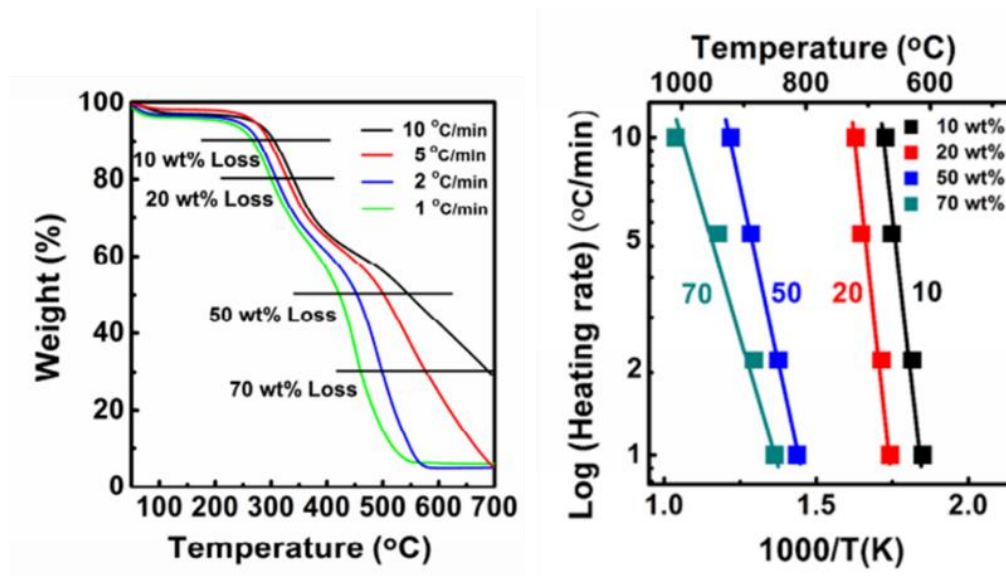 100
80
60
40
20
0
Weight (%)
10 °C/min
5 °C/min
2 °C/min
1 °C/min
10 wt% Loss
20 wt% Loss
50 wt% Loss
70 wt% Loss
100 200 300 400 500 600 700
Temperature (°C)
Temperature (°C)
1000 800 600
10
5
2
1
Log (Heating rate) (°C/min)
10 wt%
20 wt%
50 wt%
70 wt%
70 50 20 10
1.0 1.5 2.0
1000/T(K)